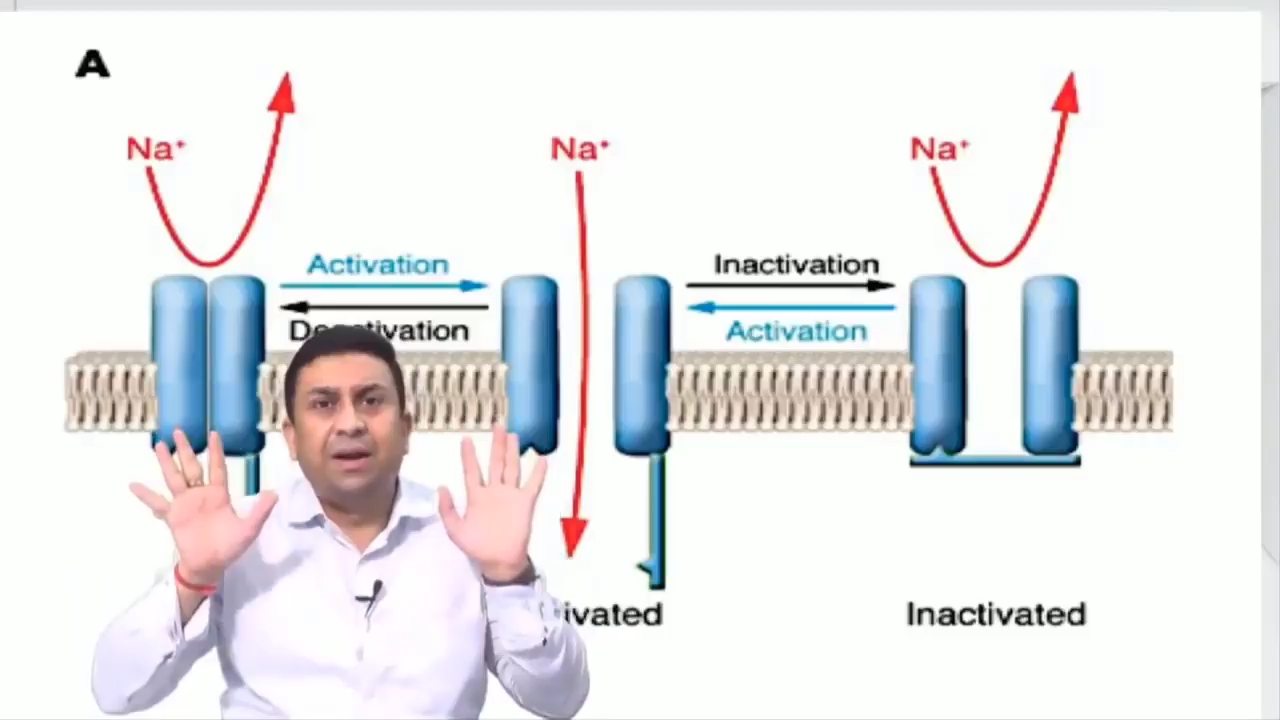 A
Na⁺
Na⁺
Na⁺
Activation
Inactivation
Activation
Inactivated